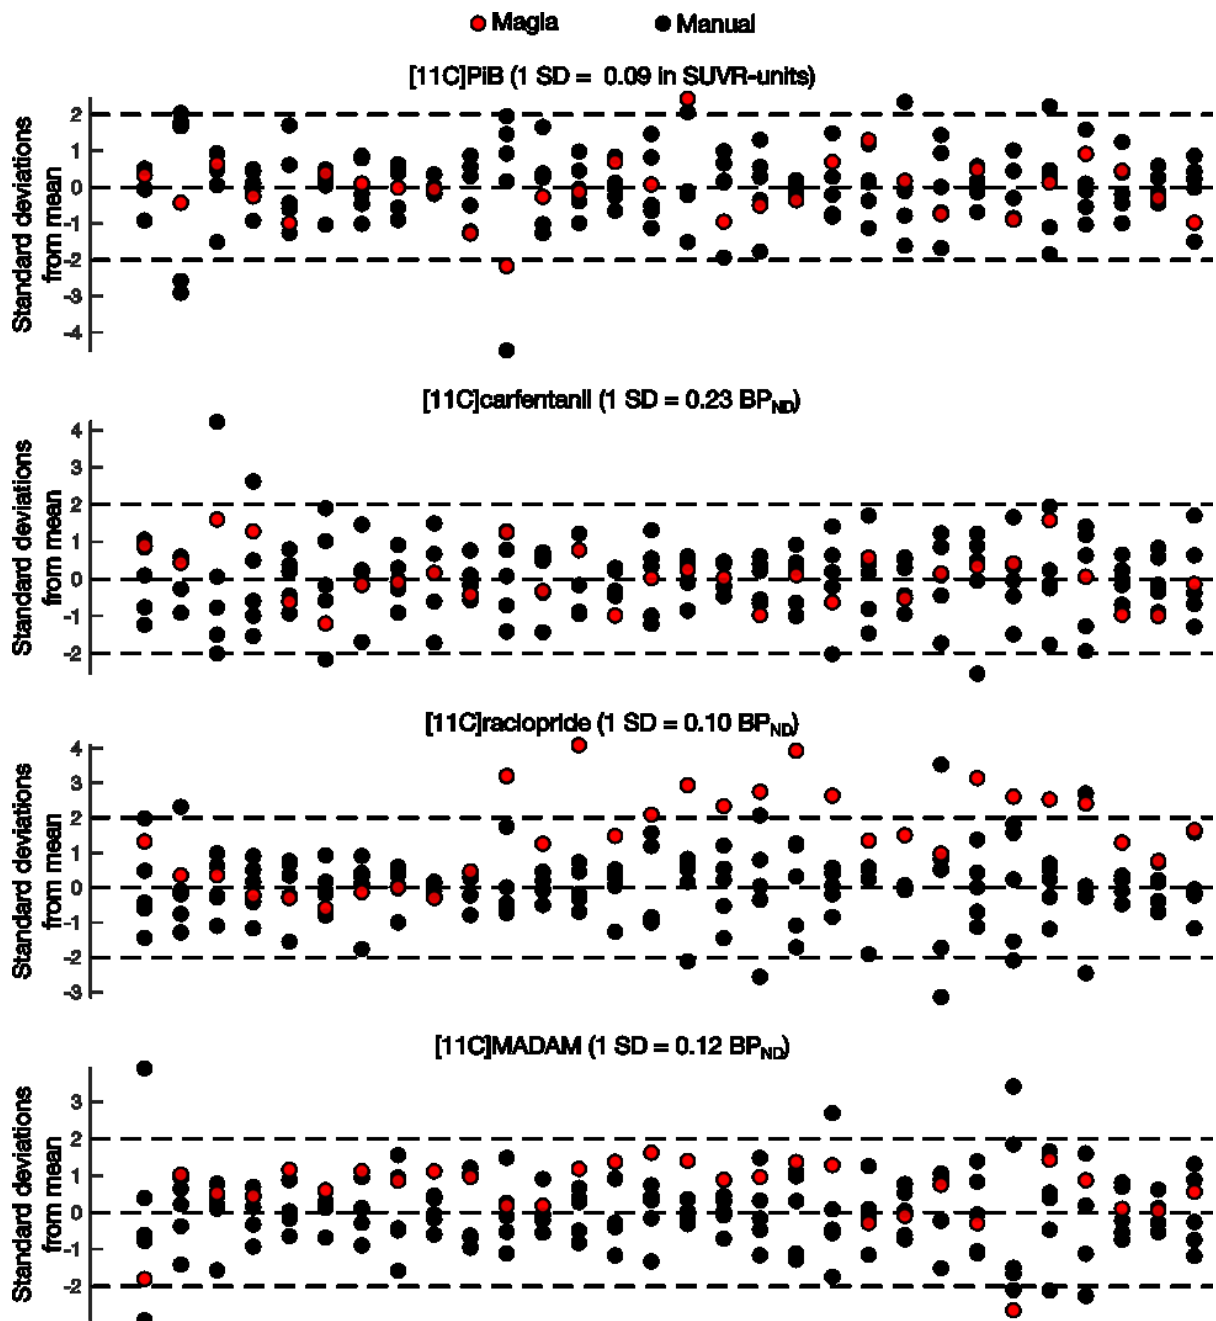 Magia Manual
[11C]PiB (1 SD = 0.09 in SUVR-units)
Standard deviations
from mean
2
1
0
-1
-2
-3
-4
[11C]carfentanil (1 SD = 0.23 BPND)
Standard deviations
from mean
4
3
2
1
0
-1
-2
[11C]raclopride (1 SD = 0.10 BPND)
Standard deviations
from mean
4
3
2
1
0
-1
-2
-3
[11C]MADAM (1 SD = 0.12 BPND)
Standard deviations
from mean
3
2
1
0
-1
-2